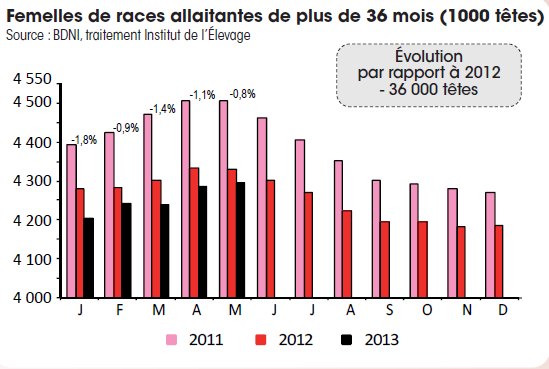 Femelles de races allaitantes de plus de 36 mois (1000 têtes)
Source : BDNI, traitement Institut de l'Élevage
Évolution
par rapport à 2012
- 36 000 têtes
4 550
4 500
4 400
4 300
4 200
4 100
4 000
-1,8%
-0,9%
-1,4%
-1,1%
-0,8%
J F M A M J J A S O N D
2011 2012 2013